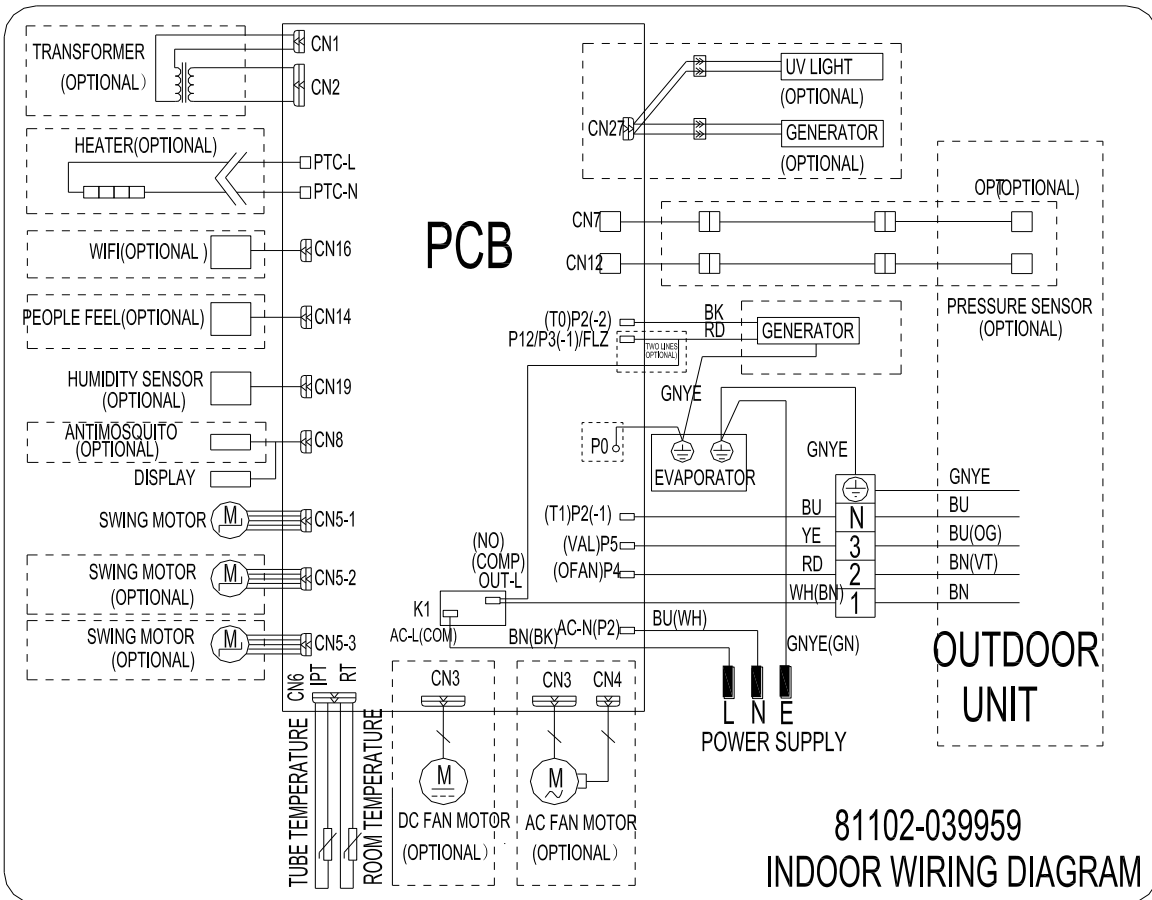 TRANSFORMER
(OPTIONAL)
CN1
CN2
HEATER(OPTIONAL)
PTC-L
PTC-N
WIFI(OPTIONAL )
CN16
PEOPLE FEEL(OPTIONAL)
CN14
HUMIDITY SENSOR
(OPTIONAL)
CN19
ANTIMOSQUITO
(OPTIONAL)
CN8
DISPLAY
SWING MOTOR
M
CN5-1
SWING MOTOR
(OPTIONAL)
M
CN5-2
SWING MOTOR
(OPTIONAL)
M
CN5-3
CN6
IPT
RT
TUBE TEMPERATURE
ROOM TEMPERATURE
PCB
CN27
UV LIGHT
(OPTIONAL)
GENERATOR
(OPTIONAL)
OPT(OPTIONAL)
CN7
CN12
PRESSURE SENSOR
(OPTIONAL)
(T0)P2(-2)
P12/P3(-1)/FLZ
BK
RD
GENERATOR
TWO LINES
OPTIONAL)
GNYE
P0
EVAPORATOR
GNYE
GNYE
(T1)P2(-1)
BU
N
BU
(VAL)P5
YE
3
BU(OG)
(OFAN)P4
RD
2
BN(VT)
WH(BN)
1
BN
(NO)
(COMP)
OUT-L
K1
AC-L(COM)
BN(BK)
AC-N(P2)
BU(WH)
GNYE(GN)
L N E
POWER SUPPLY
OUTDOOR
UNIT
CN3
M
DC FAN MOTOR
(OPTIONAL)
CN3
CN4
M
AC FAN MOTOR
(OPTIONAL)
81102-039959
INDOOR WIRING DIAGRAM